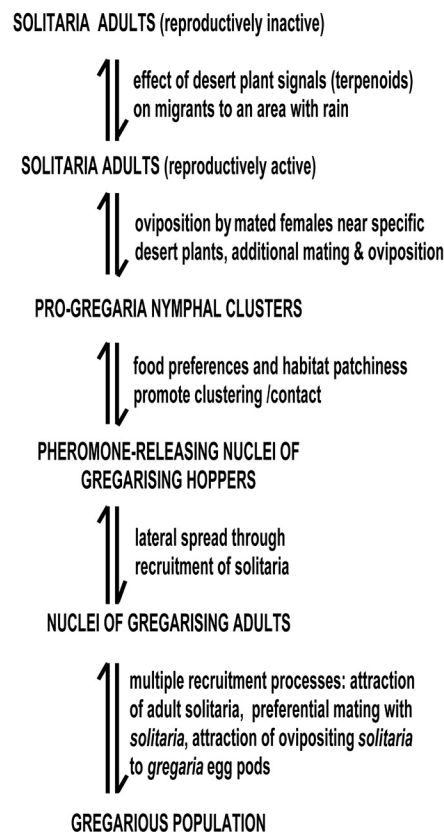 SOLITARIA ADULTS (reproductively inactive)
effect of desert plant signals (terpenoids)
on migrants to an area with rain
SOLITARIA ADULTS (reproductively active)
oviposition by mated females near specific
desert plants, additional mating & oviposition
PRO-GREGARIA NYMPHAL CLUSTERS
food preferences and habitat patchiness
promote clustering /contact
PHEROMONE-RELEASING NUCLEI OF
GREGARISING HOPPERS
lateral spread through
recruitment of solitaria
NUCLEI OF GREGARISING ADULTS
multiple recruitment processes: attraction
of adult solitaria, preferential mating with
solitaria, attraction of ovipositing solitaria
to gregaria egg pods
GREGARIOUS POPULATION